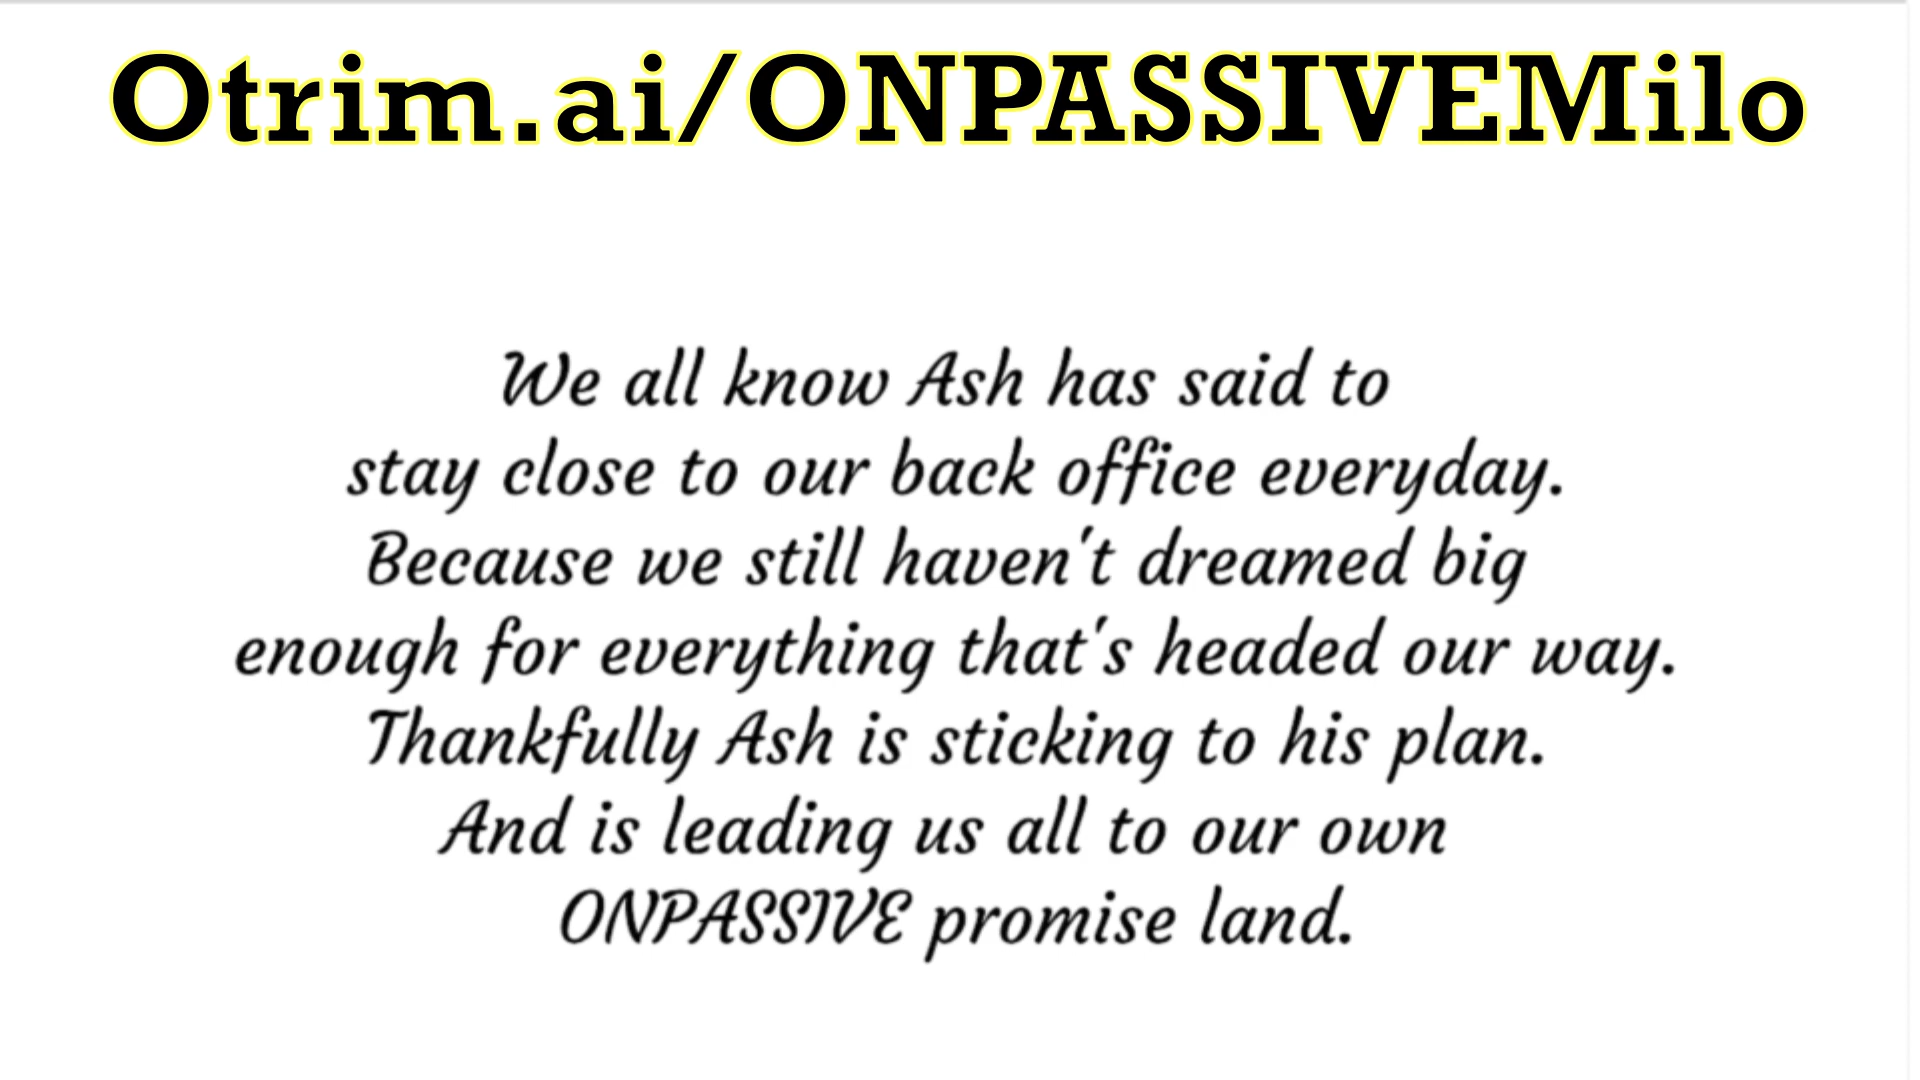 Otrim.ai/ONPASSIVEMilo
We all know Ash has said to
stay close to our back office everyday.
Because we still haven't dreamed big
enough for everything that's headed our way.
Thankfully Ash is sticking to his plan.
And is leading us all to our own
ONPASSIVE promise land.